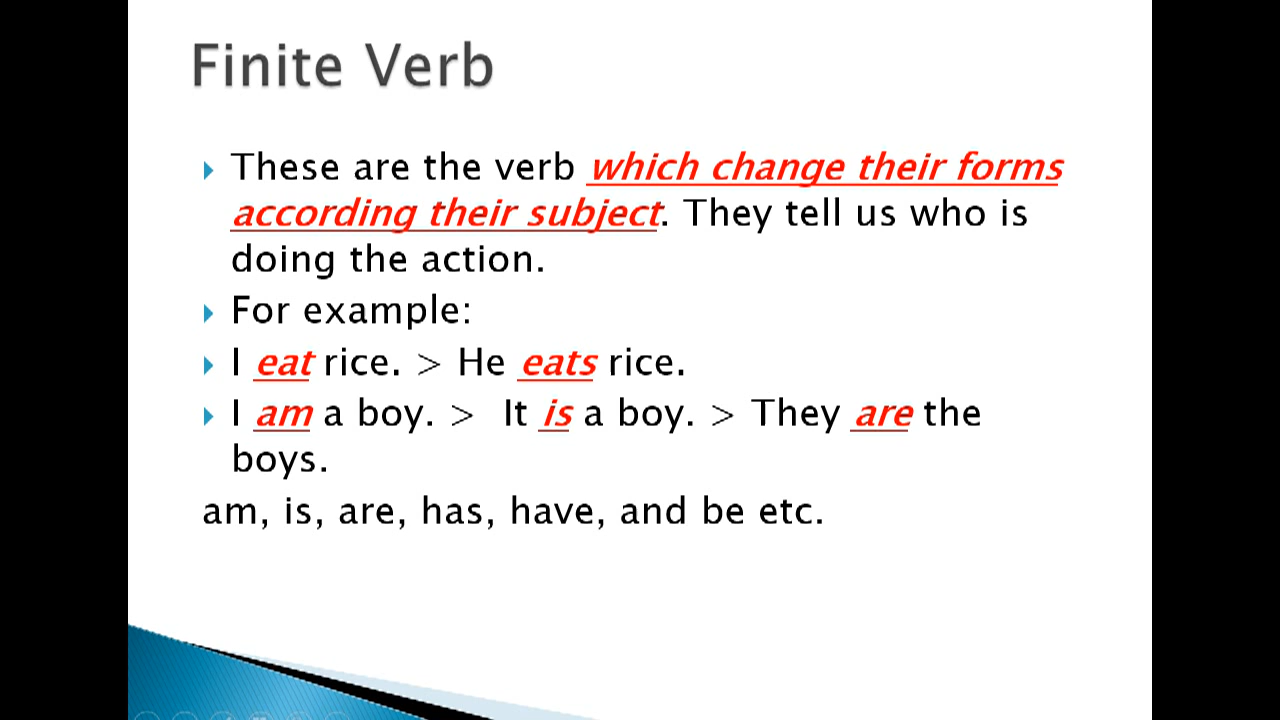 Finite Verb
These are the verb which change their forms
according their subject. They tell us who is
doing the action.
For example:
I eat rice. > He eats rice.
I am a boy. > It is a boy. > They are the
boys.
am, is, are, has, have, and be etc.